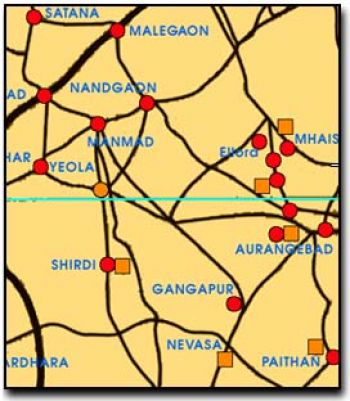 SATANA
MALEGAON
NANDGAON
AD
MANMAD
MHAIS
Ellora
HAR
YEOLA
AURANGEBAD
SHIRDI
GANGAPUR
NEVASA
ARDHARA
PAITHAN